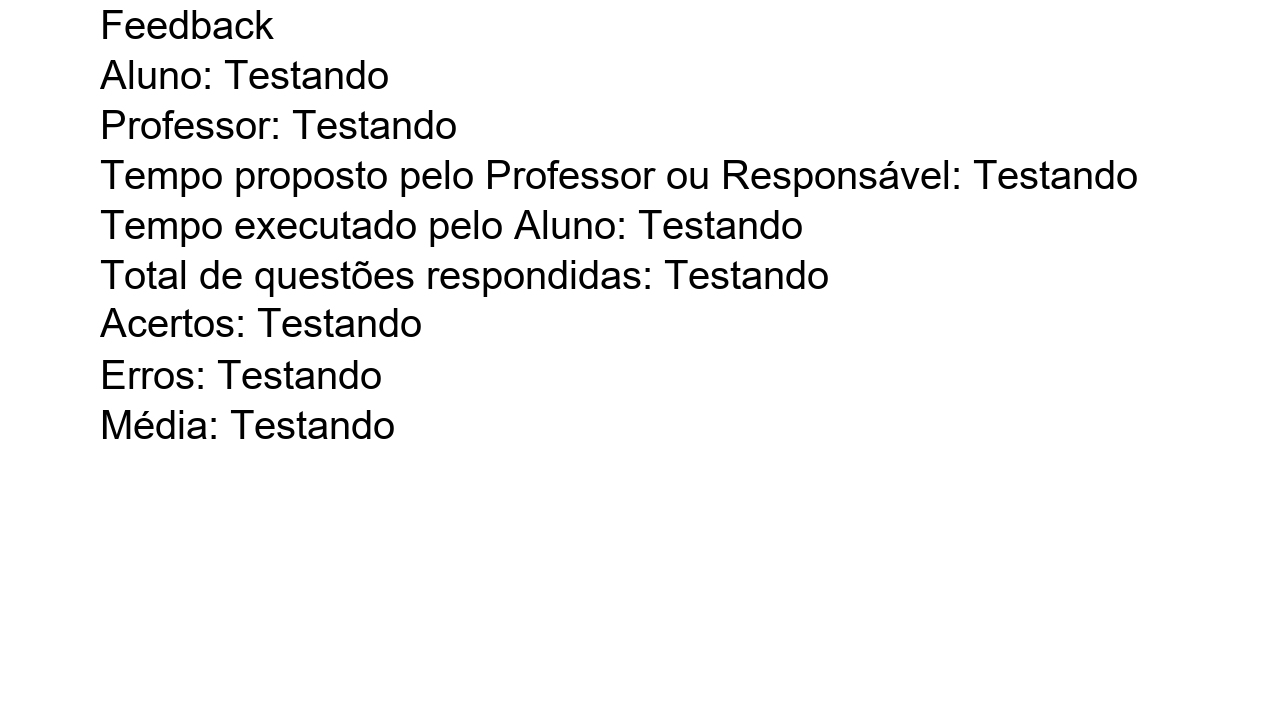 Feedback
Aluno: Testando
Professor: Testando
Tempo proposto pelo Professor ou Responsável: Testando
Tempo executado pelo Aluno: Testando
Total de questões respondidas: Testando
Acertos: Testando
Erros: Testando
Média: Testando